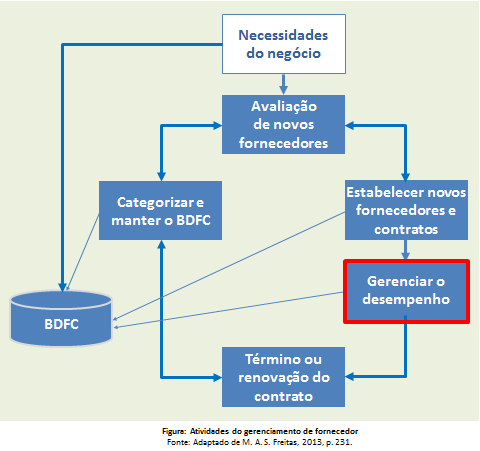 Necessidades
do negócio
Avaliação
de novos
fornecedores
Categorizar e
manter o BDFC
Estabelecer novos
fornecedores e
contratos
Gerenciar o
desempenho
BDFC
Término ou
renovação do
contrato
Figura: Atividades do gerenciamento de fornecedor
Fonte: Adaptado de M. A. S. Freitas, 2013, p. 231.